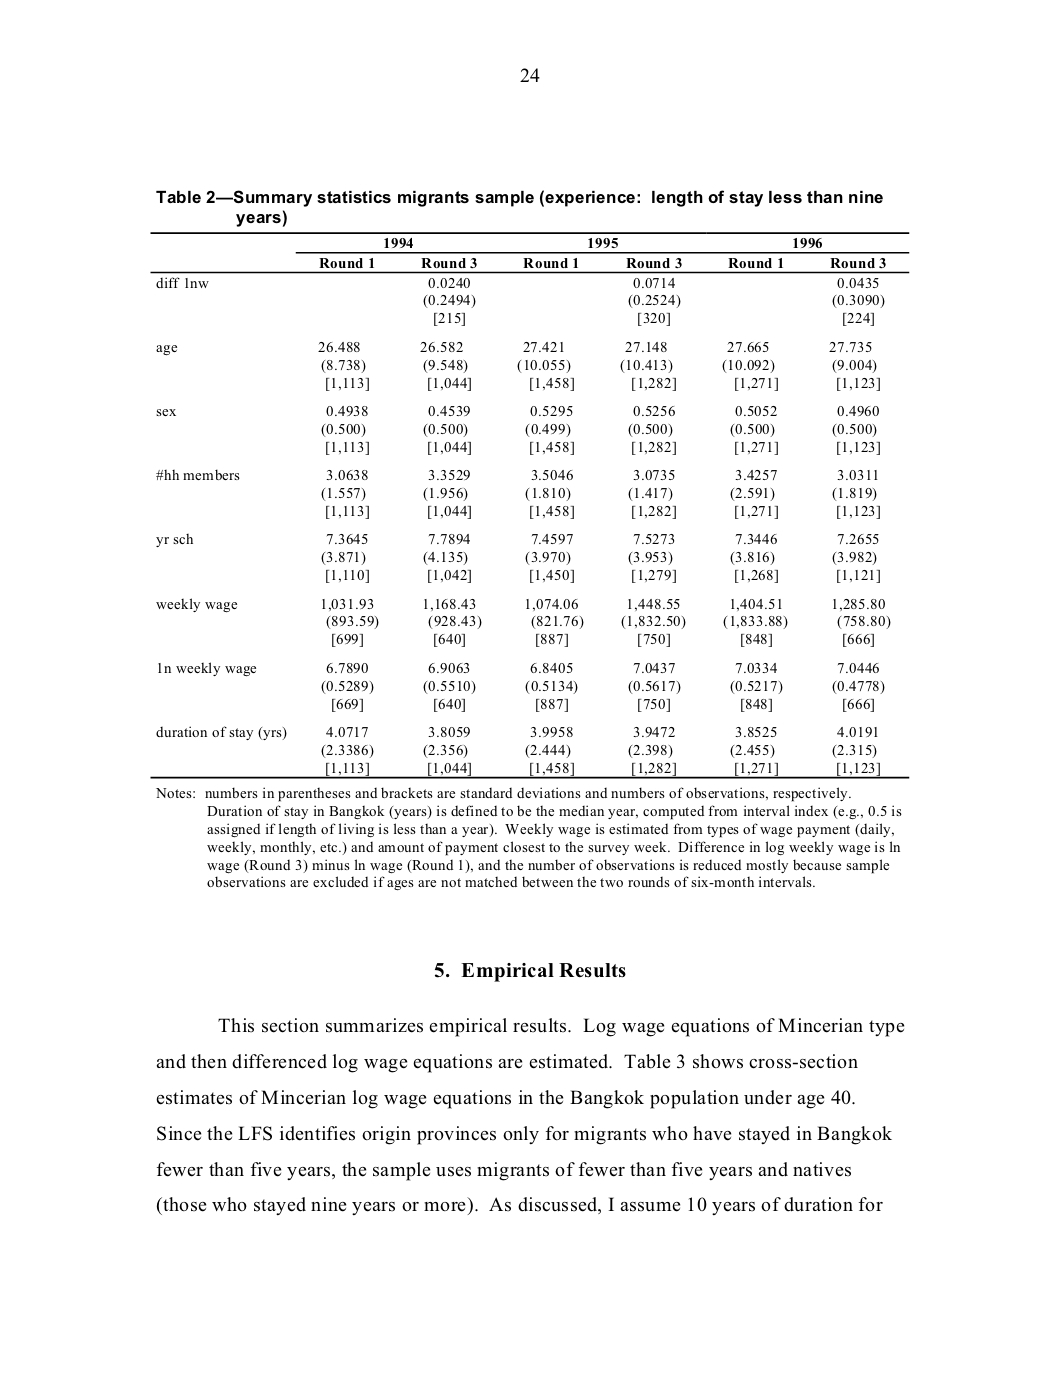 24
Table 2—Summary statistics migrants sample (experience:  length of stay less than nine
years)
1994 1995 1996
Round 1 Round 3 Round 1 Round 3 Round 1 Round 3
diff 1nw 0.0240 0.0714 0.0435
(0.2494) (0.2524) (0.3090)
[215] [320] [224]
age 26.488 26.582 27.421 27.148 27.665 27.735
(8.738) (9.548) (10.055) (10.413) (10.092) (9.004)
[1,113] [1,044] [1,458] [1,282] [1,271] [1,123]
sex 0.4938 0.4539 0.5295 0.5256 0.5052 0.4960
(0.500) (0.500) (0.499) (0.500) (0.500) (0.500)
[1,113] [1,044] [1,458] [1,282] [1,271] [1,123]
#hh members 3.0638 3.3529 3.5046 3.0735 3.4257 3.0311
(1.557) (1.956) (1.810) (1.417) (2.591) (1.819)
[1,113] [1,044] [1,458] [1,282] [1,271] [1,123]
yr sch 7.3645 7.7894 7.4597 7.5273 7.3446 7.2655
(3.871) (4.135) (3.970) (3.953) (3.816) (3.982)
[1,110] [1,042] [1,450] [1,279] [1,268] [1,121]
weekly wage 1,031.93 1,168.43 1,074.06 1,448.55 1,404.51 1,285.80
(893.59) (928.43) (821.76) (1,832.50) (1,833.88) (758.80)
[699] [640] [887] [750] [848] [666]
1n weekly wage 6.7890 6.9063 6.8405 7.0437 7.0334 7.0446
(0.5289) (0.5510) (0.5134) (0.5617) (0.5217) (0.4778)
[669] [640] [887] [750] [848] [666]
duration of stay (yrs) 4.0717 3.8059 3.9958 3.9472 3.8525 4.0191
(2.3386) (2.356) (2.444) (2.398) (2.455) (2.315)
[1,113] [1,044] [1,458] [1,282] [1,271] [1,123]
Notes:  numbers in parentheses and brackets are standard deviations and numbers of observations, respectively.
Duration of stay in Bangkok (years) is defined to be the median year, computed from interval index (e.g., 0.5 is
assigned if length of living is less than a year).  Weekly wage is estimated from types of wage payment (daily,
weekly, monthly, etc.) and amount of payment closest to the survey week.  Difference in log weekly wage is ln
wage (Round 3) minus ln wage (Round 1), and the number of observations is reduced mostly because sample
observations are excluded if ages are not matched between the two rounds of six-month intervals.
5.  Empirical Results
This section summarizes empirical results.  Log wage equations of Mincerian type
and then differenced log wage equations are estimated.  Table 3 shows cross-section
estimates of Mincerian log wage equations in the Bangkok population under age 40.
Since the LFS identifies origin provinces only for migrants who have stayed in Bangkok
fewer than five years, the sample uses migrants of fewer than five years and natives
(those who stayed nine years or more).  As discussed, I assume 10 years of duration for